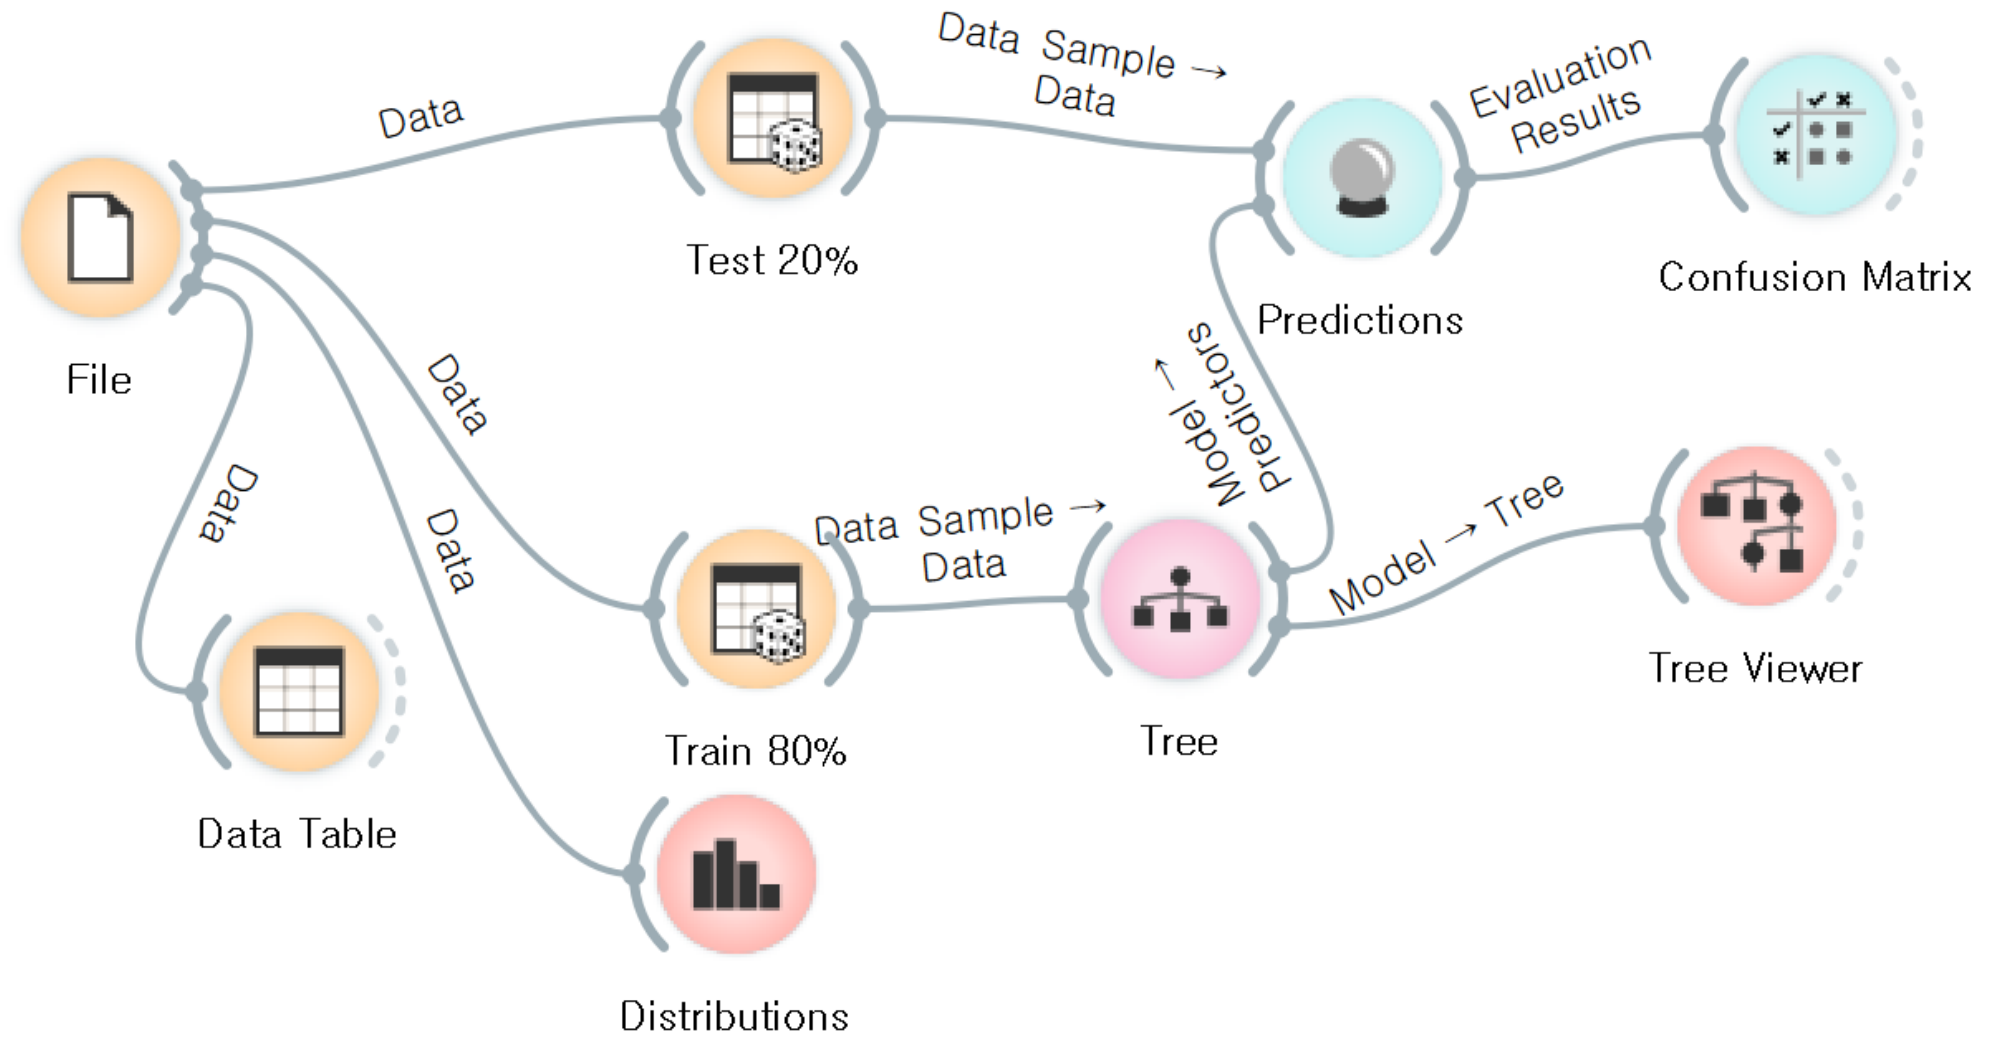 Data Sample →
Data
Evaluation
Results
Data
Test 20%
Confusion Matrix
Predictions
File
Data
Model →
Predictors
Data
Data
Data Sample →
Data
Model → Tree
Tree Viewer
Train 80%
Tree
Data Table
Distributions